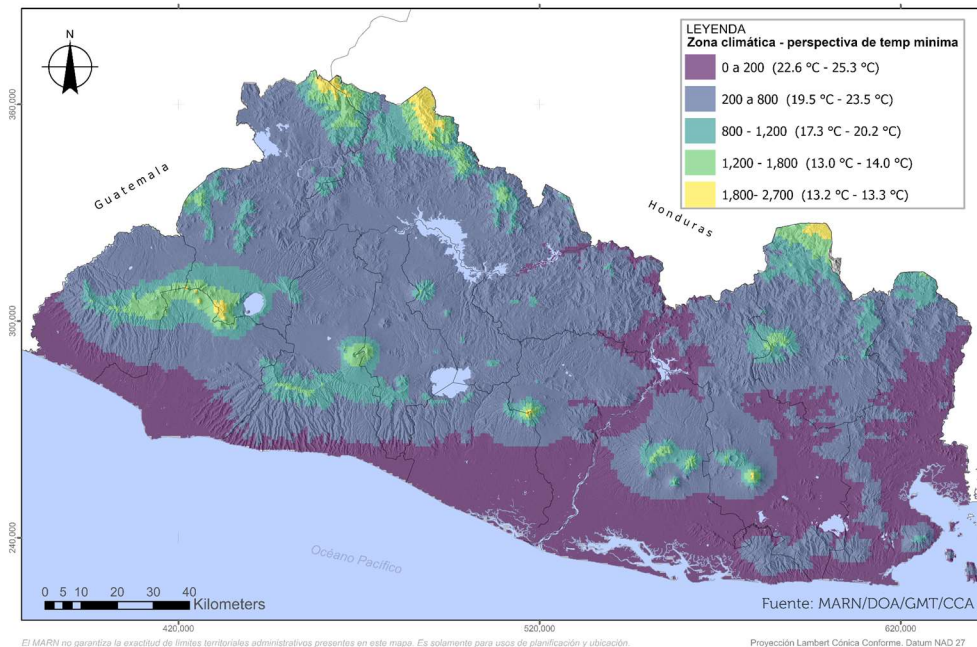 LEYENDA
Zona climática - perspectiva de temp minima
0 a 200 (22.6 °C - 25.3 °C)
200 a 800 (19.5 °C - 23.5 °C)
800 - 1,200 (17.3 °C - 20.2 °C)
1,200 - 1,800 (13.0 °C - 14.0 °C)
1,800- 2,700 (13.2 °C - 13.3 °C)
N
360,000
Guatemala
Honduras
300,000
240,000
Océano Pacífico
0 5 10 20 30 40
Kilometers
Fuente: MARN/DOA/GMT/CCA
420,000
520,000
620,000
El MARN no garantiza la exactitud de limites territoriales administrativos presentes en este mapa. Es solamente para usos de planificación y ubicación.
Proyección Lambert Cónica Conforme. Datum NAD 27